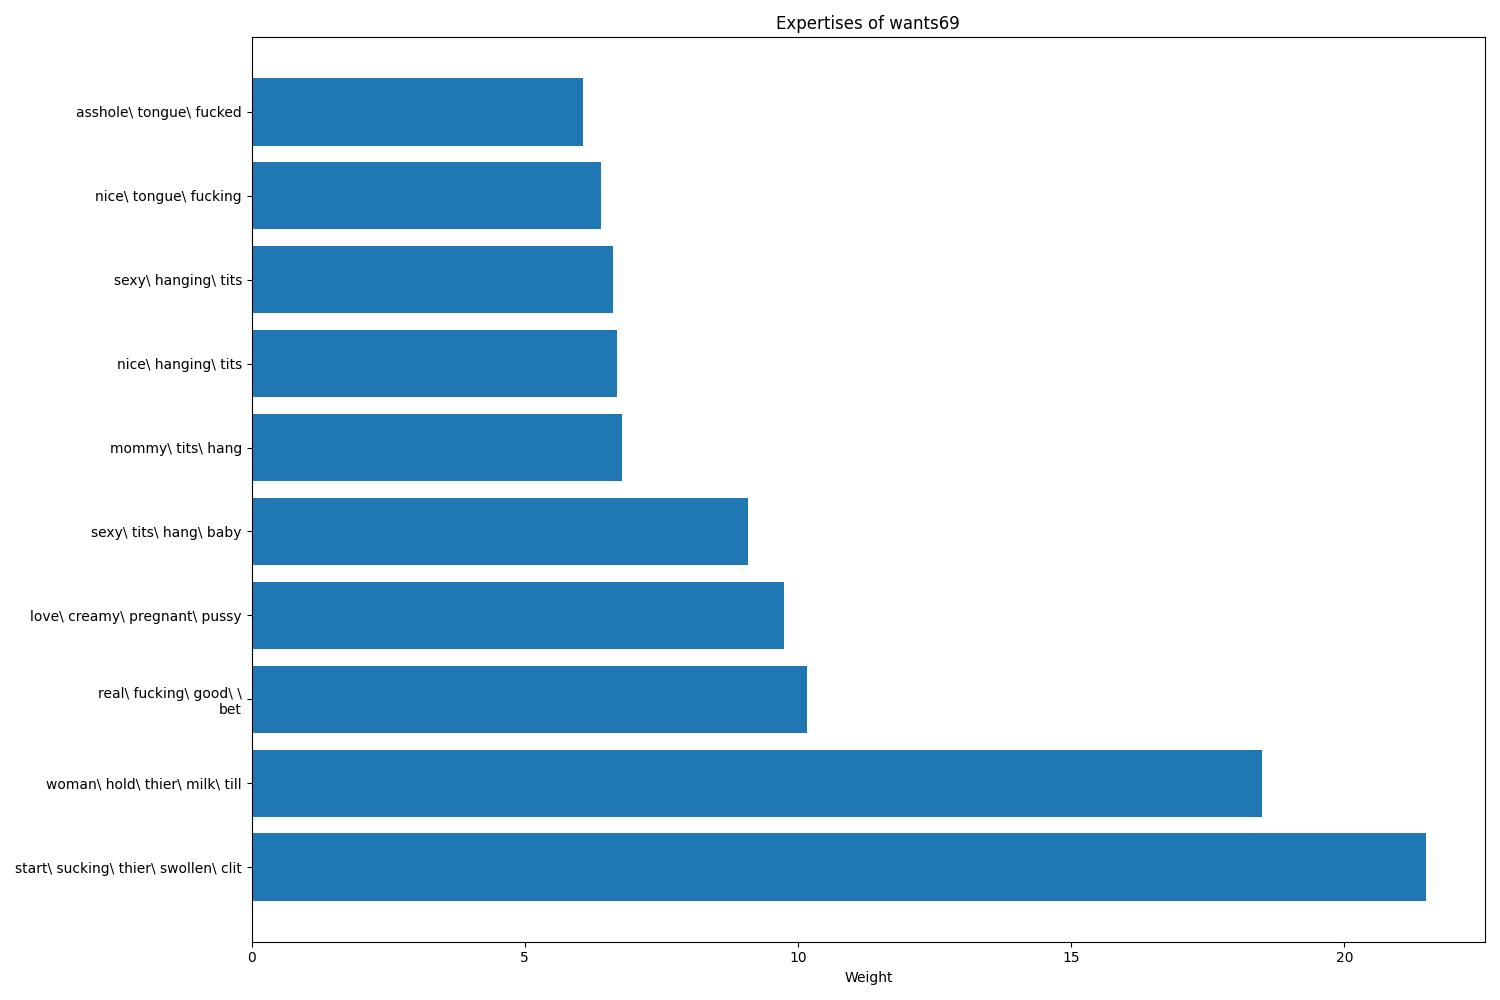 Expertises of wants69
asshole\ tongue\ fucked
nice\ tongue\ fucking
sexy\ hanging\ tits
nice\ hanging\ tits
mommy\ tits\ hang
sexy\ tits\ hang\ baby
love\ creamy\ pregnant\ pussy
real\ fucking\ good\ \
bet
woman\ hold\ thier\ milk\ till
start\ sucking\ thier\ swollen\ clit
0 5 10 15 20
Weight